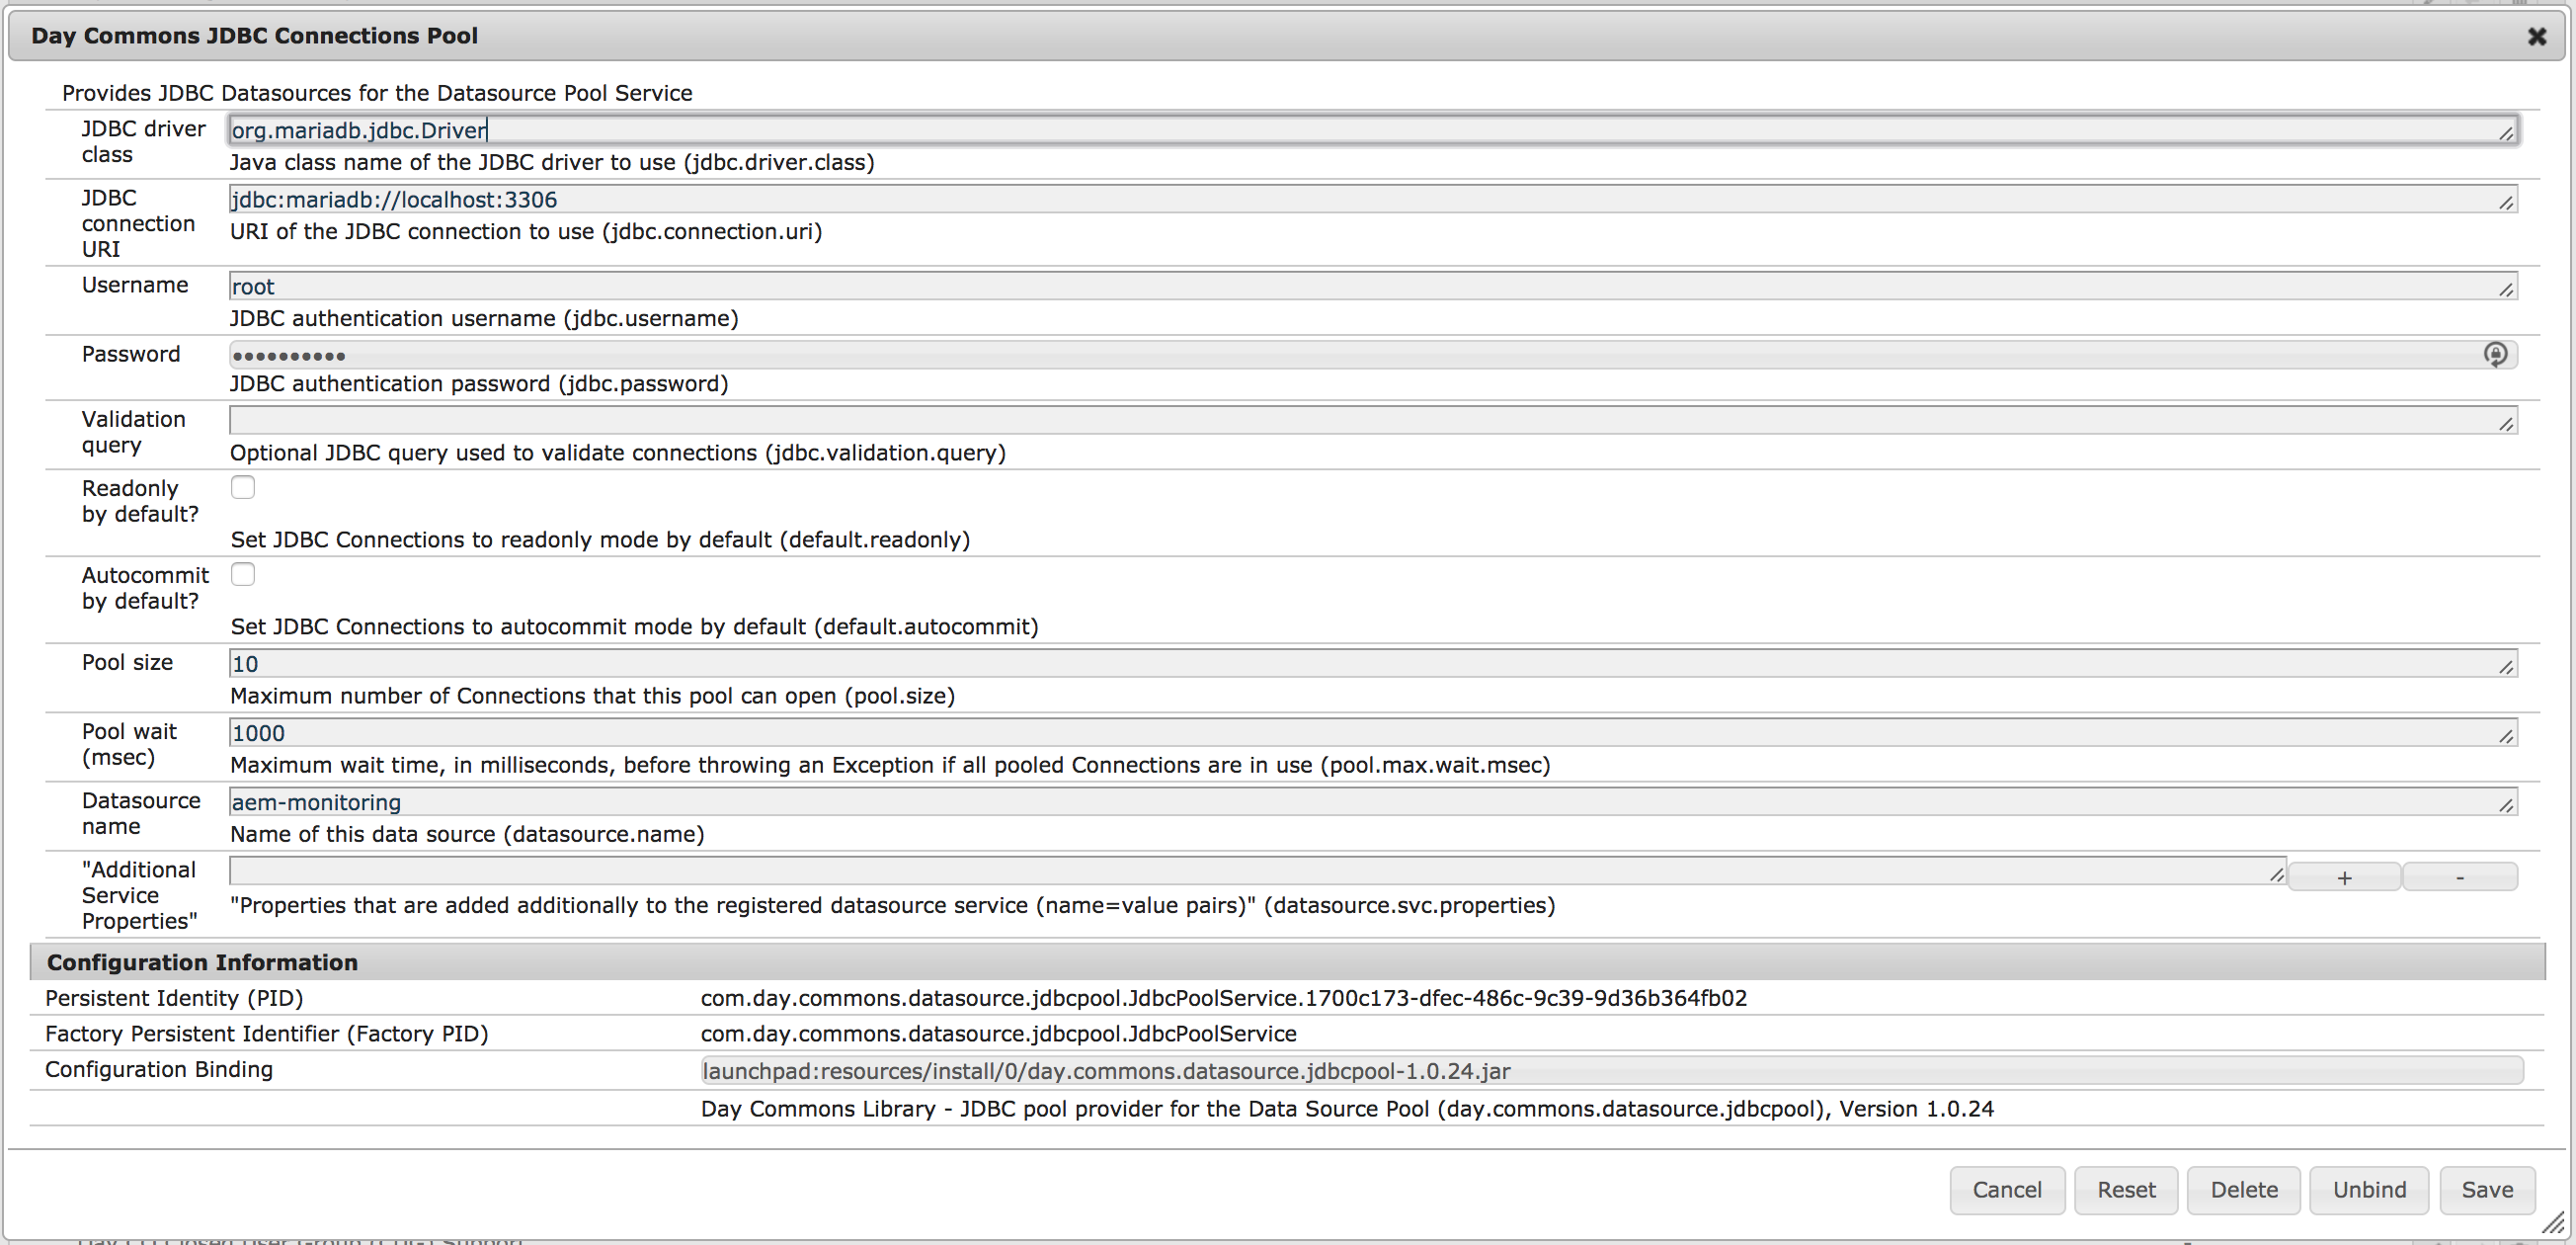 Day Commons JDBC Connections Pool
Provides JDBC Datasources for the Datasource Pool Service
JDBC driver class
org.mariadb.jdbc.Driver
Java class name of the JDBC driver to use (jdbc.driver.class)
JDBC connection URI
jdbc:mariadb://localhost:3306
URI of the JDBC connection to use (jdbc.connection.uri)
Username
root
JDBC authentication username (jdbc.username)
Password
••••••••••
JDBC authentication password (jdbc.password)
Validation query
Optional JDBC query used to validate connections (jdbc.validation.query)
Readonly by default?
Set JDBC Connections to readonly mode by default (default.readonly)
Autocommit by default?
Set JDBC Connections to autocommit mode by default (default.autocommit)
Pool size
10
Maximum number of Connections that this pool can open (pool.size)
Pool wait (msec)
1000
Maximum wait time, in milliseconds, before throwing an Exception if all pooled Connections are in use (pool.max.wait.msec)
Datasource name
aem-monitoring
Name of this data source (datasource.name)
"Additional Service Properties"
+
-
"Properties that are added additionally to the registered datasource service (name=value pairs)" (datasource.svc.properties)
Configuration Information
Persistent Identity (PID)
com.day.commons.datasource.jdbcpool.JdbcPoolService.1700c173-dfec-486c-9c39-9d36b364fb02
Factory Persistent Identifier (Factory PID)
com.day.commons.datasource.jdbcpool.JdbcPoolService
Configuration Binding
launchpad:resources/install/0/day.commons.datasource.jdbcpool-1.0.24.jar
Day Commons Library - JDBC pool provider for the Data Source Pool (day.commons.datasource.jdbcpool), Version 1.0.24
Cancel
Reset
Delete
Unbind
Save